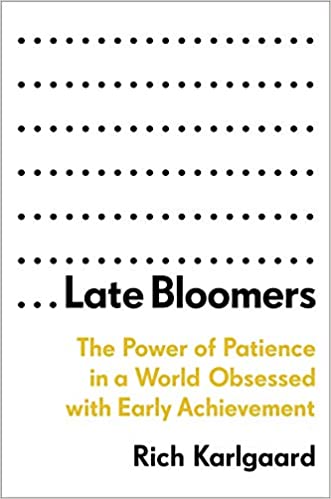 ...Late Bloomers
The Power of Patience
in a World Obsessed
with Early Achievement
Rich Karlgaard